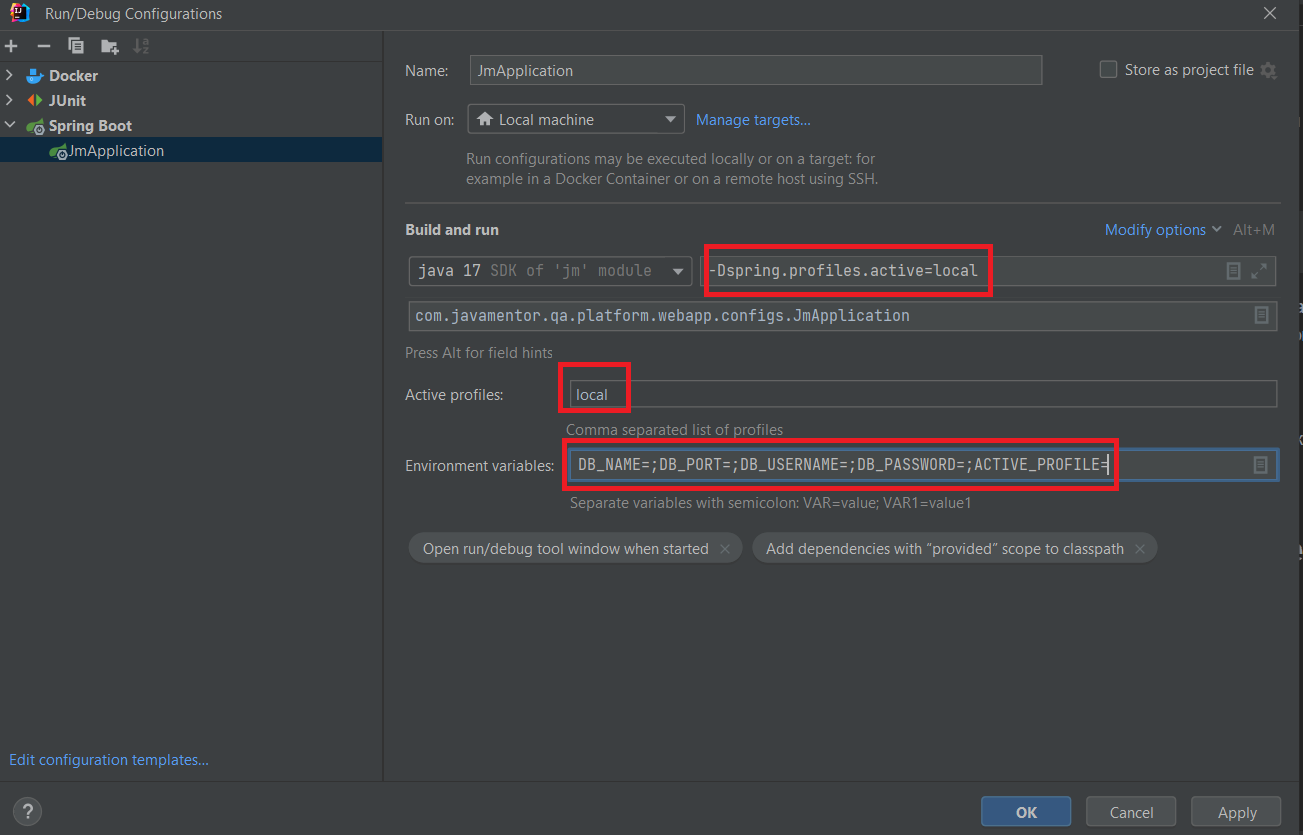 Run/Debug Configurations
Docker
JUnit
Spring Boot
JmApplication
Edit configuration templates...
?
Name: JmApplication Store as project file
Run on: Local machine Manage targets...
Run configurations may be executed locally or on a target: for
example in a Docker Container or on a remote host using SSH.
Build and run Modify options Alt+M
java 17 SDK of 'jm' module -Dspring.profiles.active=local
com.javamentor.qa.platform.webapp.configs.JmApplication
Press Alt for field hints
Active profiles: local
Comma separated list of profiles
Environment variables: DB_NAME=;DB_PORT=;DB_USERNAME=;DB_PASSWORD=;ACTIVE_PROFILE=
Separate variables with semicolon: VAR=value; VAR1=value1
Open run/debug tool window when started Add dependencies with “provided” scope to classpath
OK Cancel Apply